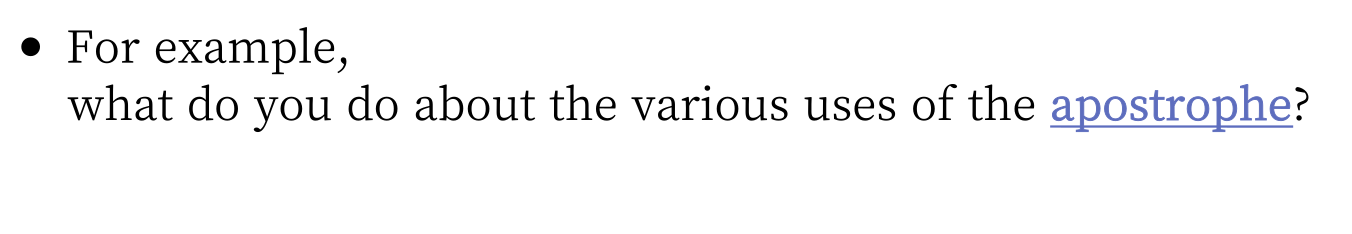 • For example,
what do you do about the various uses of the apostrophe?